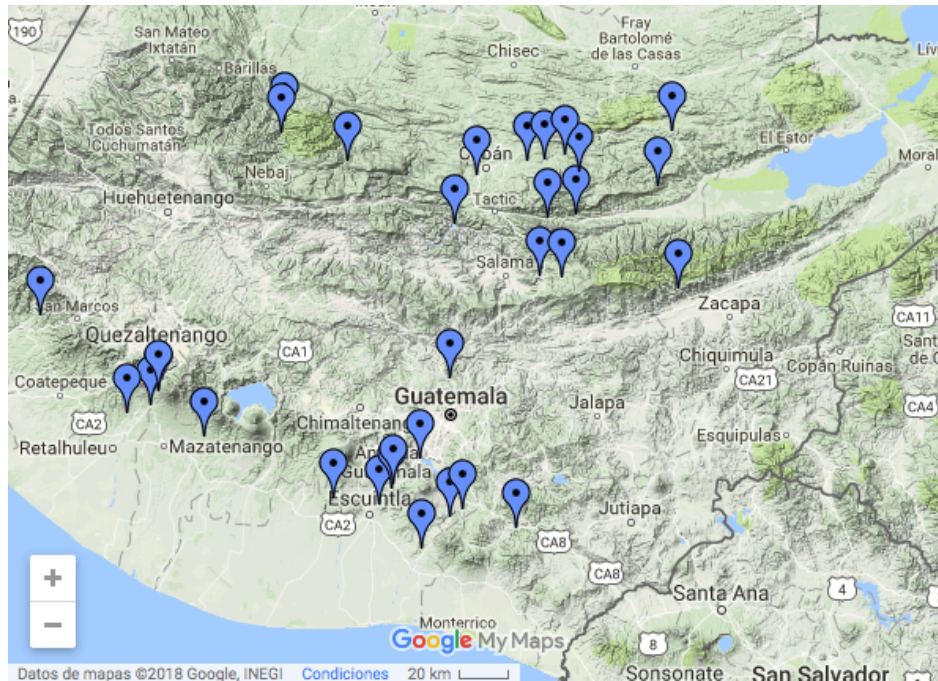 190
San Mateo
Ixtatán
Barillas
Chisec
Fray
Bartolomé
de las Casas
Todos Santos
Cuchumatán
Nebaj
Huehuetenango
Tactic
El Estor
Salamá
San Marcos
Quezaltenango
Zacapa
CA1
Chiquimula
CA21
Copán Ruinas
CA11
Coatepeque
CA2
Retalhuleu
Mazatenango
Chimaltenang
Guatemala
Jalapa
CA4
Esquipulas
Escuintla
CA2
Jutiapa
CA8
CA8
Santa Ana
4
Monterrico
8
Sonsonate
San Salvador
+
−
Google My Maps
Datos de mapas ©2018 Google, INEGI Condiciones 20 km